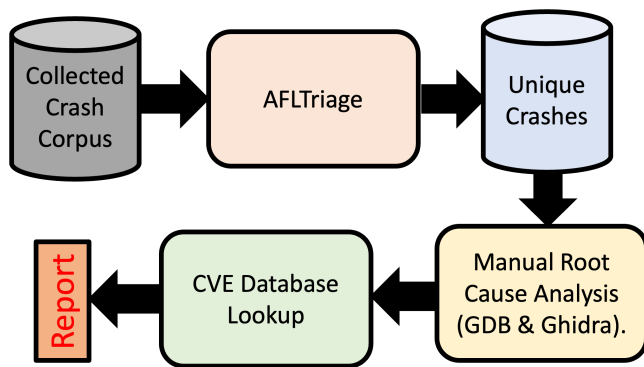 Collected
Crash
Corpus
AFLTriage
Unique
Crashes
Manual Root
Cause Analysis
(GDB & Ghidra).
CVE Database
Lookup
Report